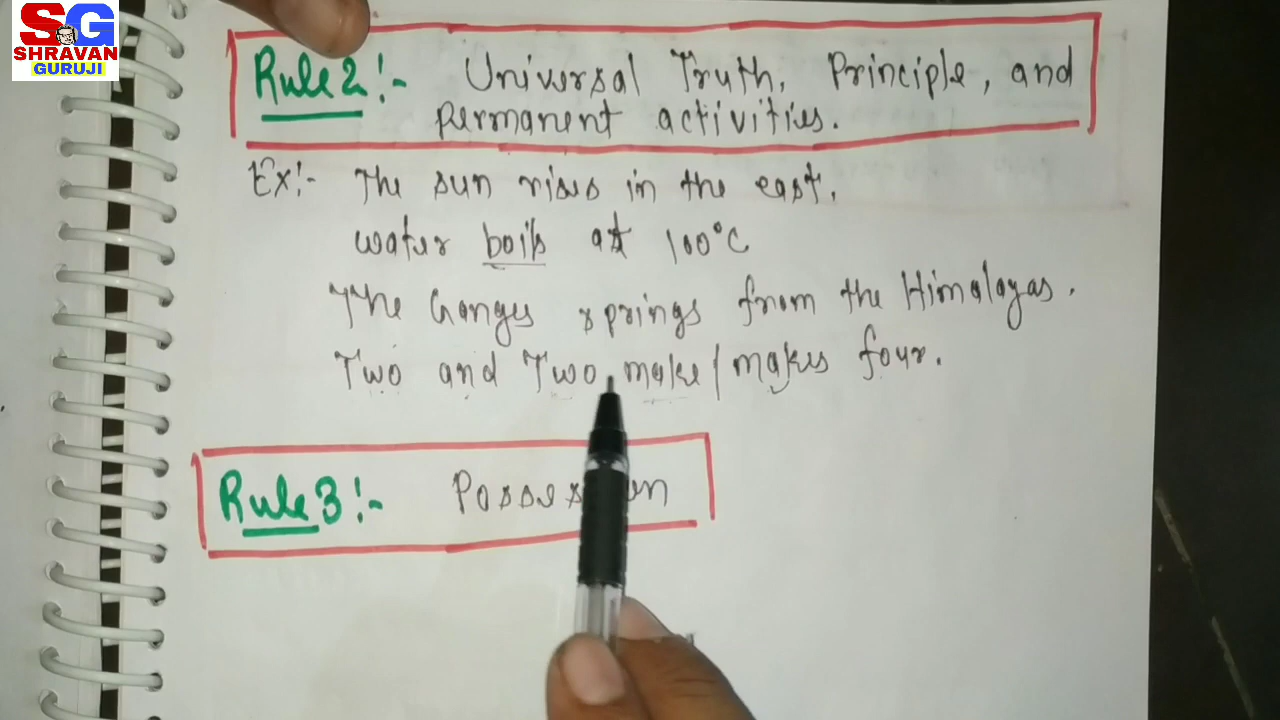 SG
SHRAVAN
GURUJI
Rule 2:- Universal Truth, Principle, and
permanent activities.
Ex:- The sun rises in the east.
water boils at 100°C
The Ganges springs from the Himalayas.
Two and Two make/makes four.
Rule 3:-